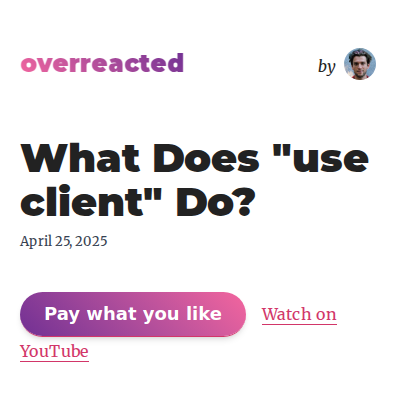 overreacted
by
What Does "use
client" Do?
April 25, 2025
Pay what you like Watch on
YouTube